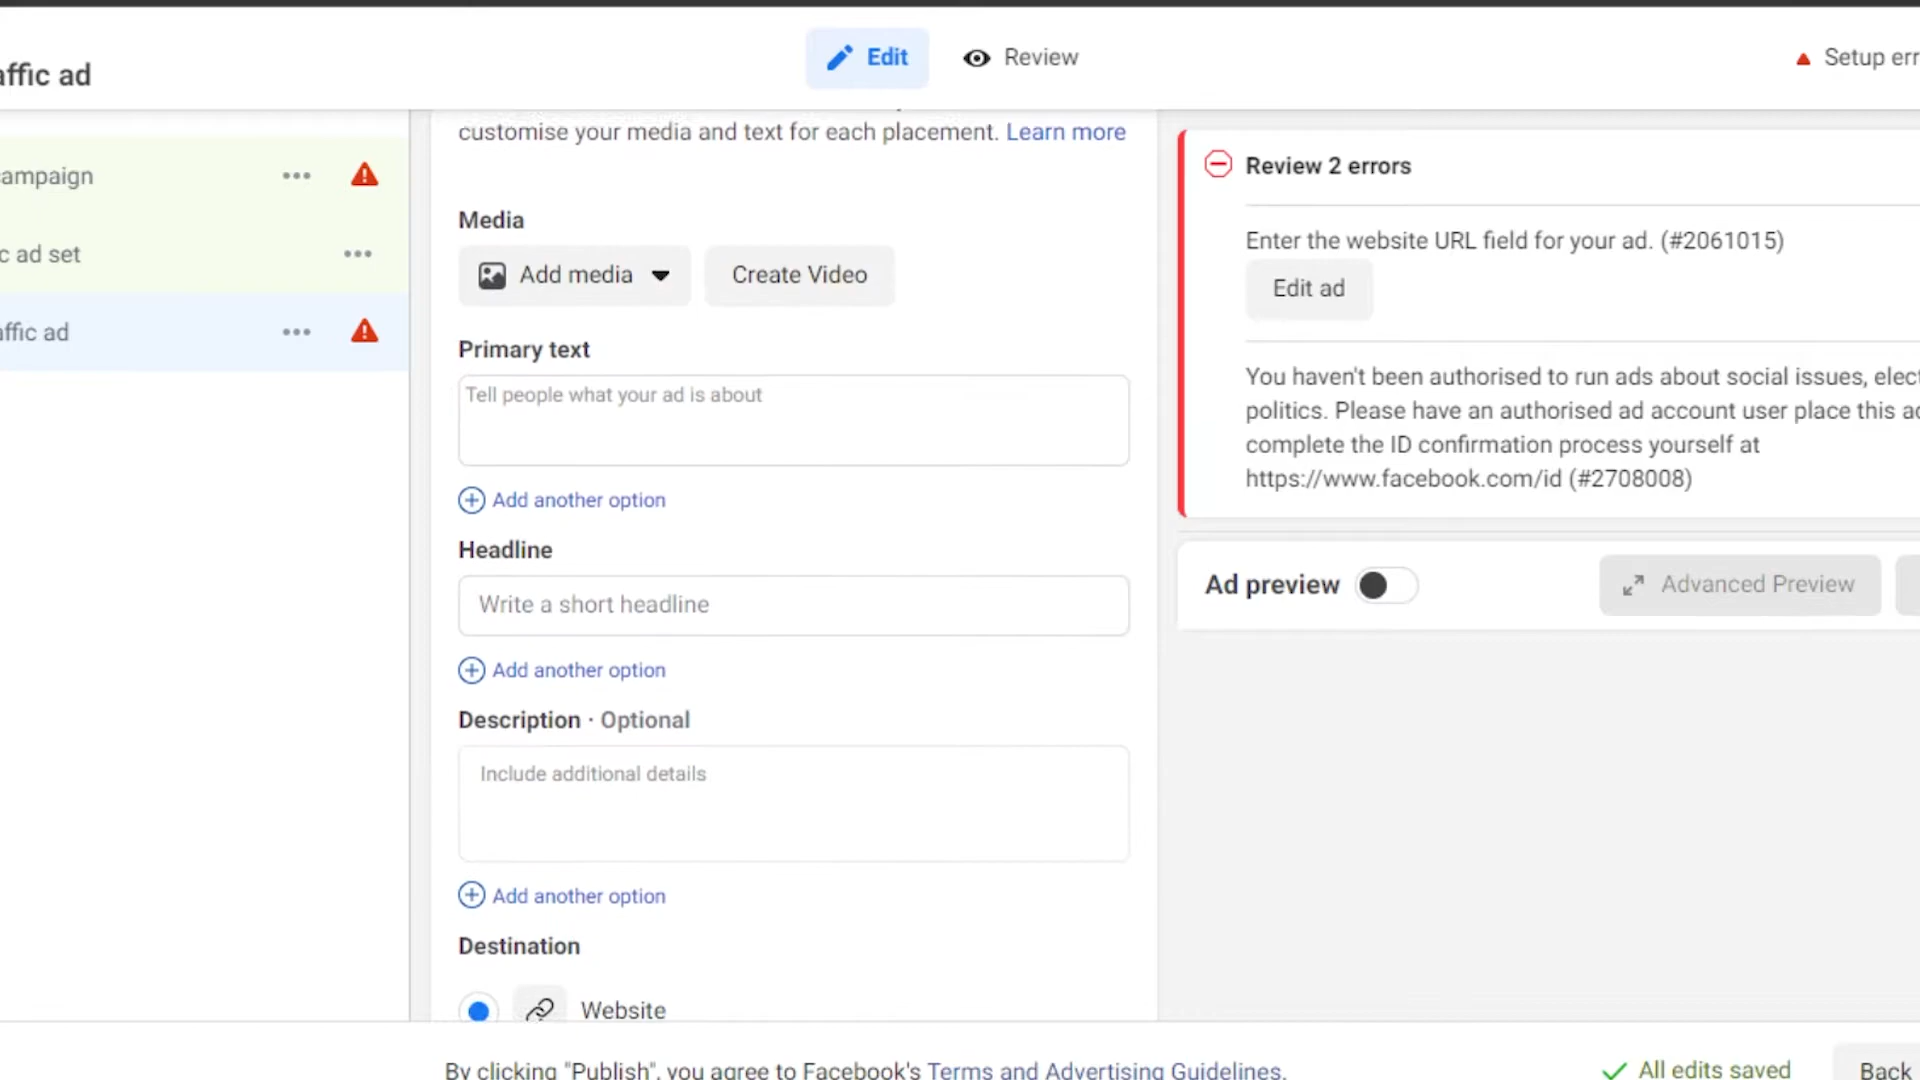 affic ad
Edit
Review
Setup err
customise your media and text for each placement. Learn more
campaign
c ad set
affic ad
Media
Add media
Create Video
Primary text
Tell people what your ad is about
Add another option
Headline
Write a short headline
Add another option
Description · Optional
Include additional details
Add another option
Destination
Website
Review 2 errors
Enter the website URL field for your ad. (#2061015)
Edit ad
You haven't been authorised to run ads about social issues, elect
politics. Please have an authorised ad account user place this ad
complete the ID confirmation process yourself at
https://www.facebook.com/id (#2708008)
Ad preview
Advanced Preview
By clicking "Publish", you agree to Facebook's Terms and Advertising Guidelines.
All edits saved
Back